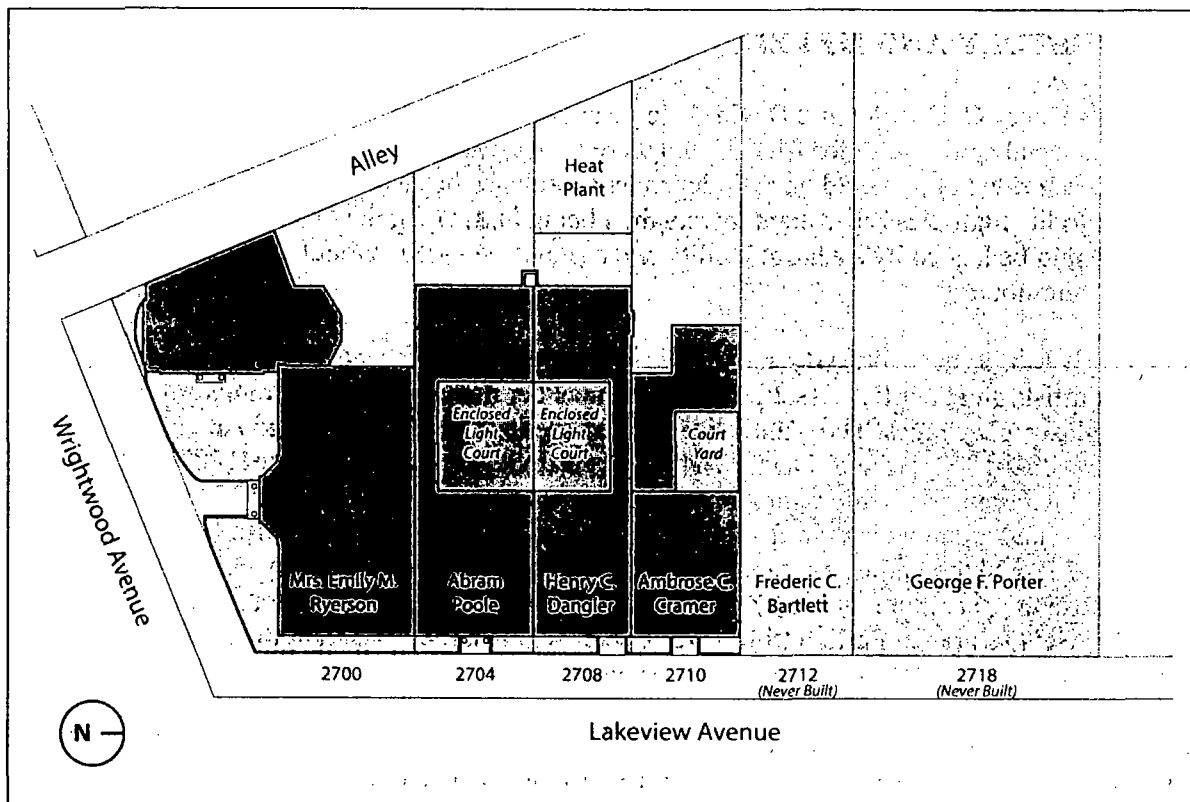 Alley
Heat
Plant
Wrightwood Avenue
Enclosed
Light
Court
Enclosed
Light
Court
Court
Yard
Mrs. Emily M.
Ryerson
Abram
Poole
Henry C.
Dangler
Ambrose C.
Cramer
Frederic C.
Bartlett
George F. Porter
2700
2704
2708
2710
2712
(Never Built)
2718
(Never Built)
N
Lakeview Avenue